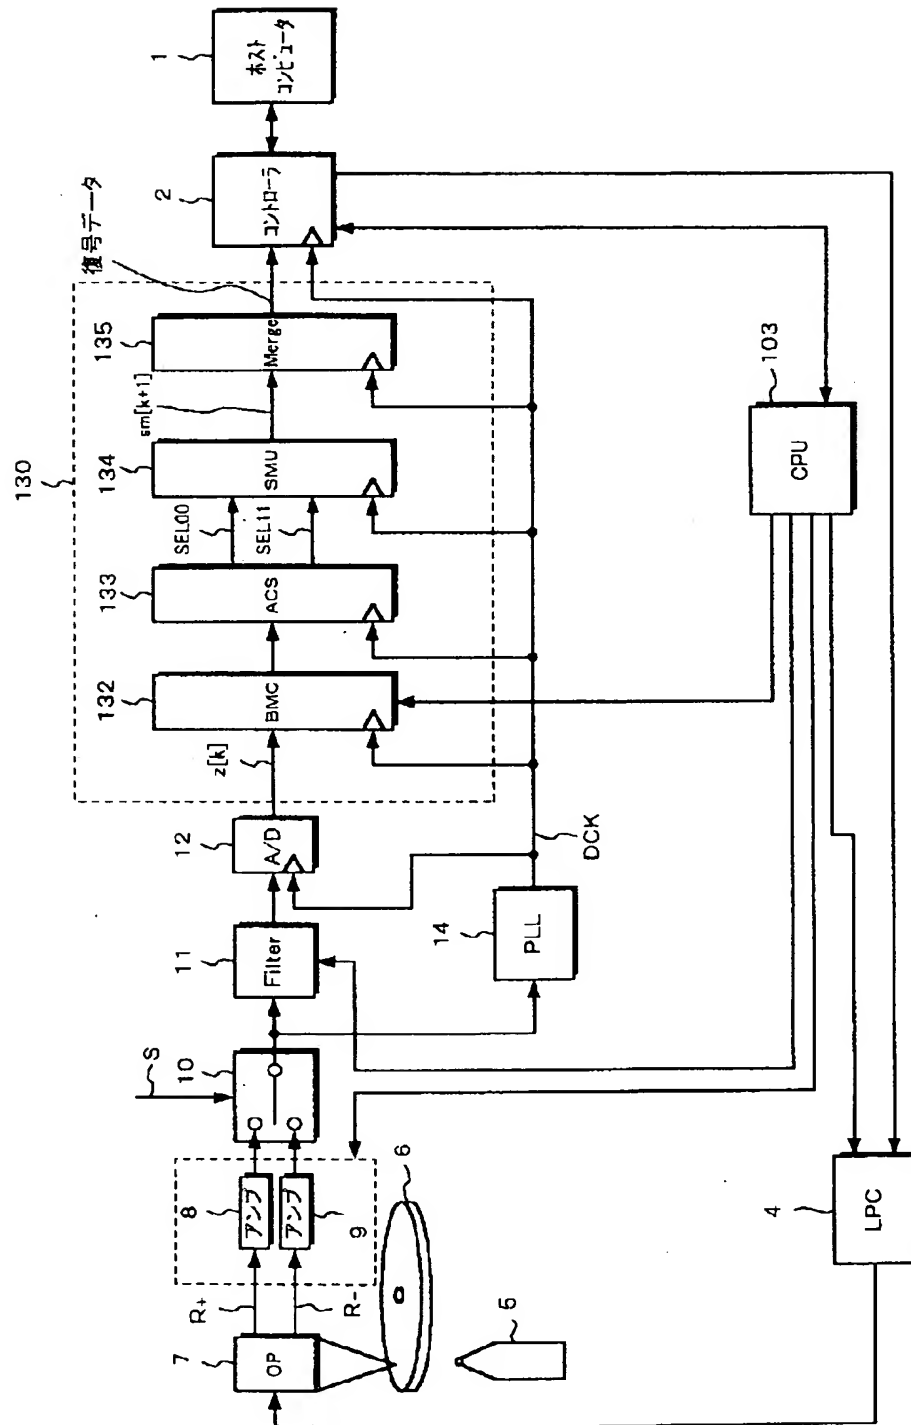 7
OP
R+
R-
8
アンプ
アンプ
9
6
5
S
10
11
Filter
12
A/D
z[k]
14
PLL
DCK
130
132
BMC
133
ACS
SEL00
SEL11
134
SMU
sm[k+1]
135
Merge
復号データ
2
コントローラ
1
ホスト
コンピュータ
103
CPU
4
LPC